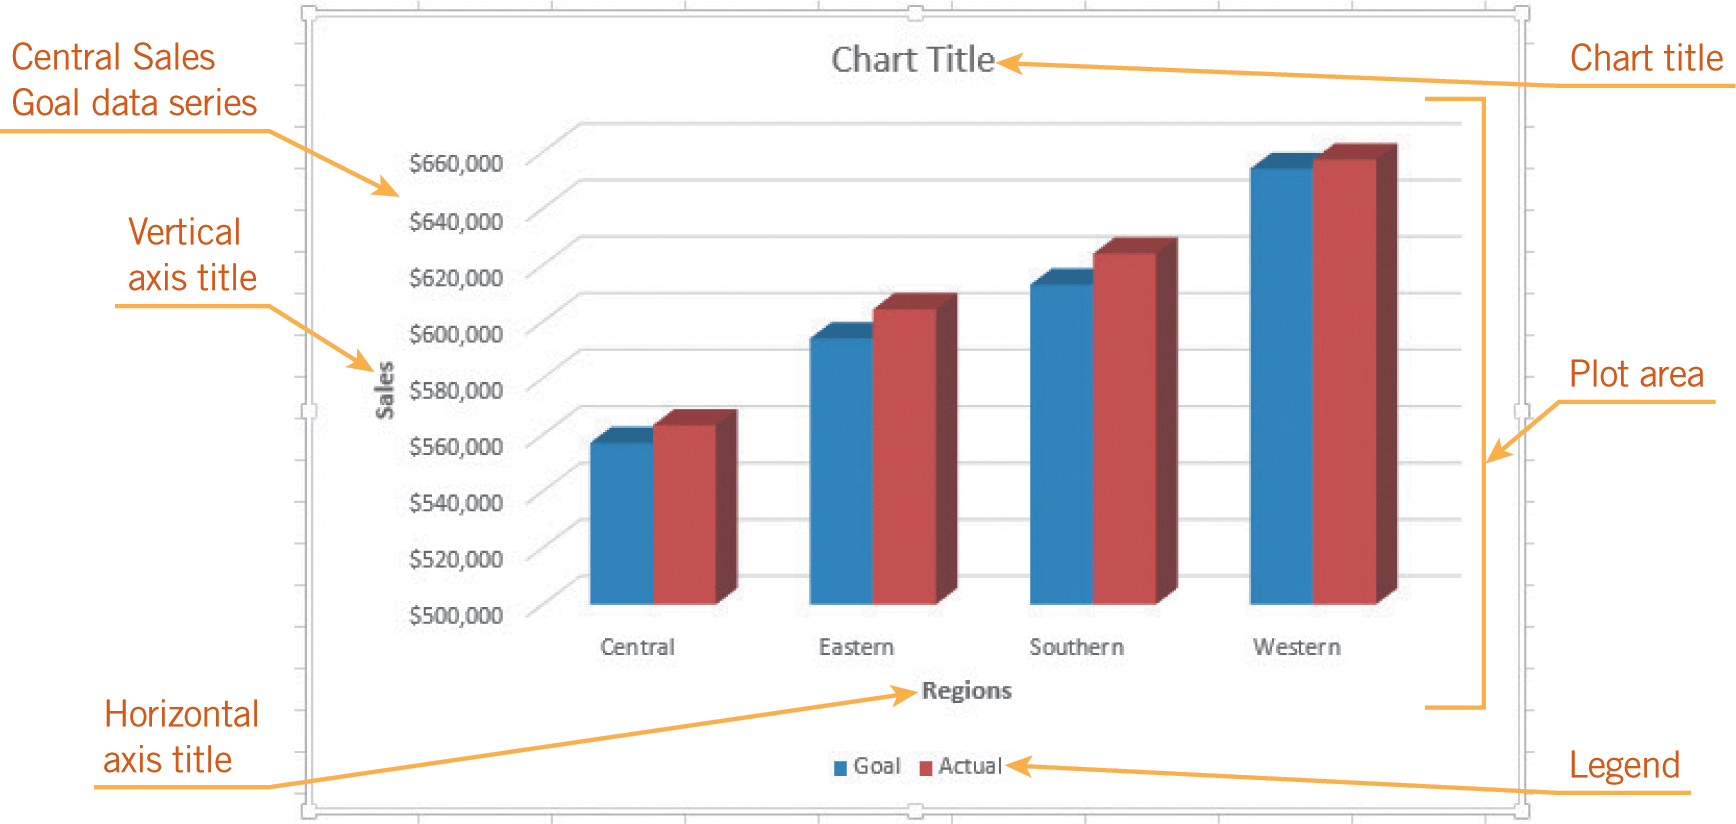 Chart Title
Chart title
Central Sales
Goal data series
$660,000
$640,000
Vertical
axis title
$620,000
$600,000
Sales
$580,000
Plot area
$560,000
$540,000
$520,000
$500,000
Central
Eastern
Southern
Western
Regions
Horizontal
axis title
Goal
Actual
Legend